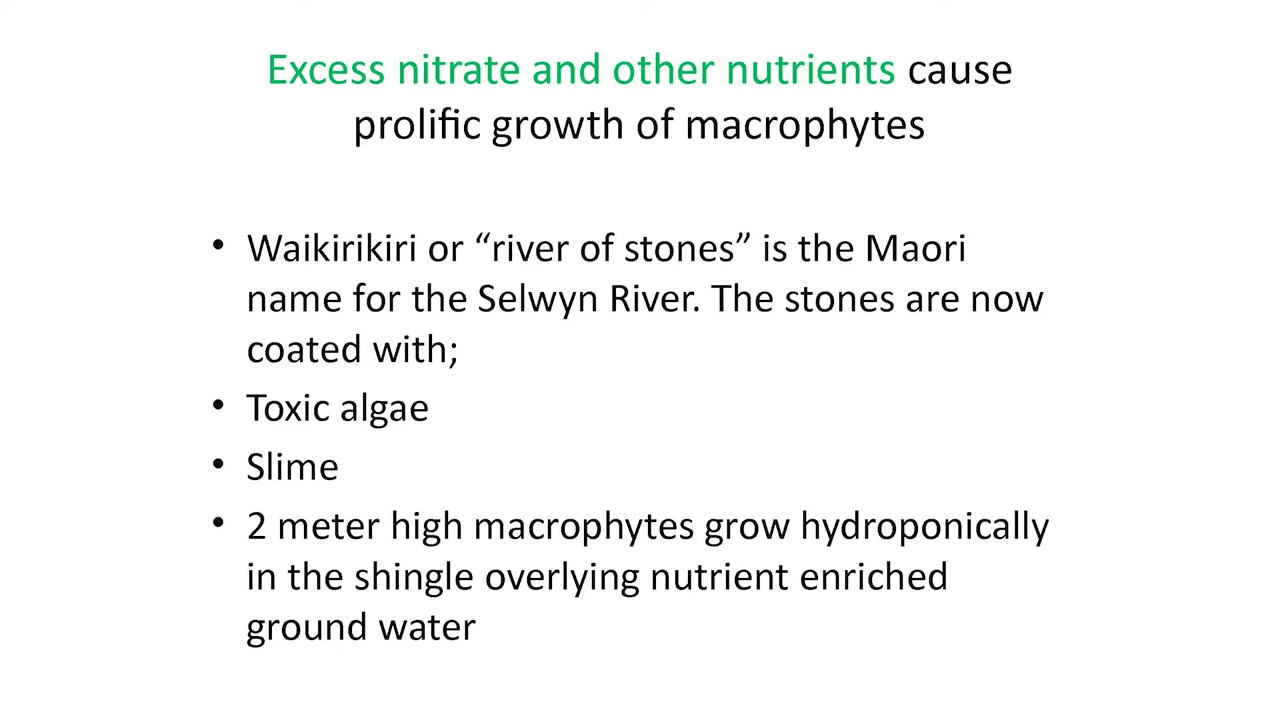 Excess nitrate and other nutrients cause
prolific growth of macrophytes
• Waikirikiri or “river of stones” is the Maori
name for the Selwyn River. The stones are now
coated with;
• Toxic algae
• Slime
• 2 meter high macrophytes grow hydroponically
in the shingle overlying nutrient enriched
ground water